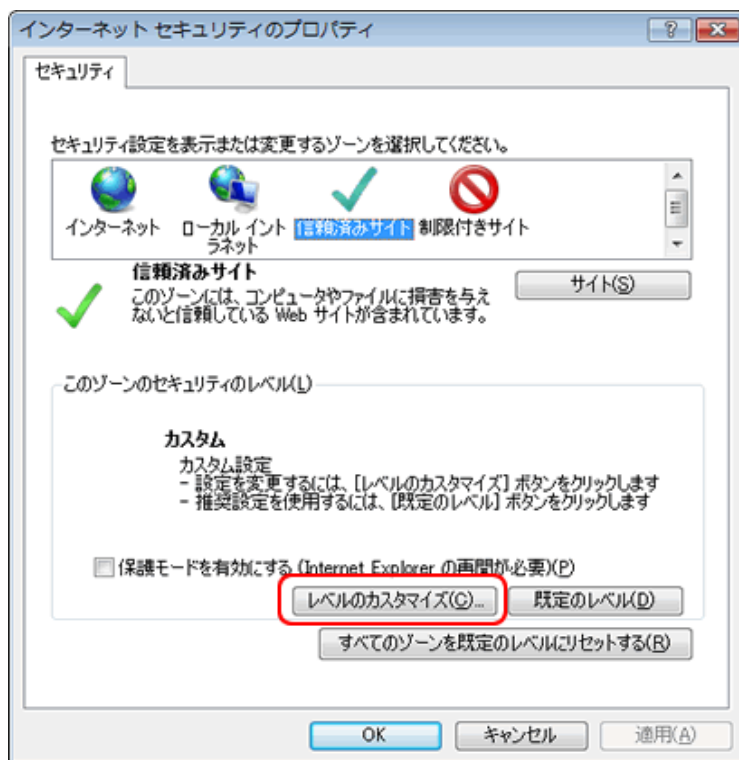 インターネット セキュリティのプロパティ
セキュリティ
セキュリティ設定を表示または変更するゾーンを選択してください。
インターネット
ローカル イント
ラネット
信頼済みサイト
制限付きサイト
信頼済みサイト
このゾーンには、コンピュータやファイルに損害を与え
ないと信頼している Web サイトが含まれています。
サイト(S)
このゾーンのセキュリティのレベル(L)
カスタム
カスタム設定
- 設定を変更するには、[レベルのカスタマイズ] ボタンをクリックします
- 推奨設定を使用するには、[既定のレベル] ボタンをクリックします
保護モードを有効にする (Internet Explorer の再開が必要)(P)
レベルのカスタマイズ(C)...
既定のレベル(D)
すべてのゾーンを既定のレベルにリセットする(R)
OK
キャンセル
適用(A)